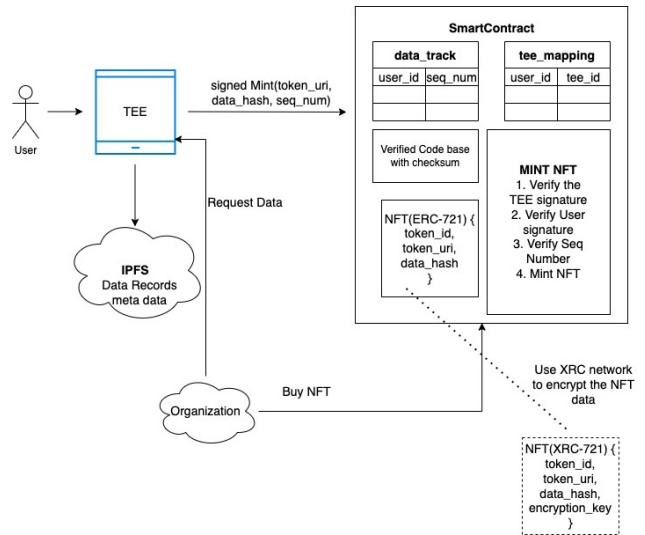 SmartContract
data_track
user_id seq_num
tee_mapping
user_id tee_id
signed Mint(token_uri,
data_hash, seq_num)
TEE
User
Verified Code base
with checksum
MINT NFT
1. Verify the
TEE signature
2. Verify User
signature
3. Verify Seq
Number
4. Mint NFT
Request Data
NFT(ERC-721) {
token_id,
token_uri,
data_hash
}
IPFS
Data Records
meta data
Use XRC network
to encrypt the NFT
data
Buy NFT
Organization
NFT(XRC-721) {
token_id,
token_uri,
data_hash,
encryption_key
}